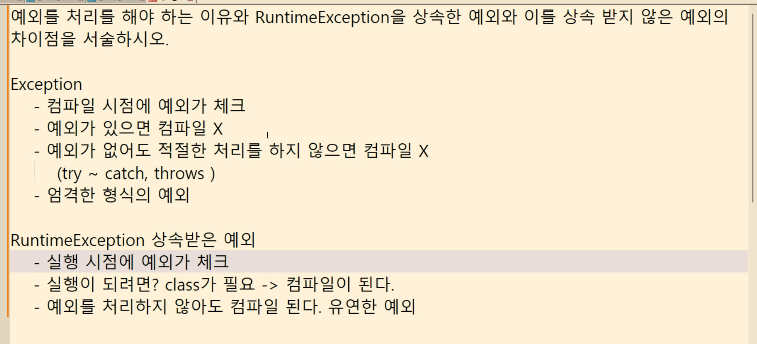 예외를 처리를 해야 하는 이유와 RuntimeException을 상속한 예외와 이를 상속 받지 않은 예외의
차이점을 서술하시오.
Exception
- 컴파일 시점에 예외가 체크
- 예외가 있으면 컴파일 X
- 예외가 없어도 적절한 처리를 하지 않으면 컴파일 X
(try ~ catch, throws )
- 엄격한 형식의 예외
RuntimeException 상속받은 예외
- 실행 시점에 예외가 체크
- 실행이 되려면? class가 필요 -> 컴파일이 된다.
- 예외를 처리하지 않아도 컴파일 된다. 유연한 예외